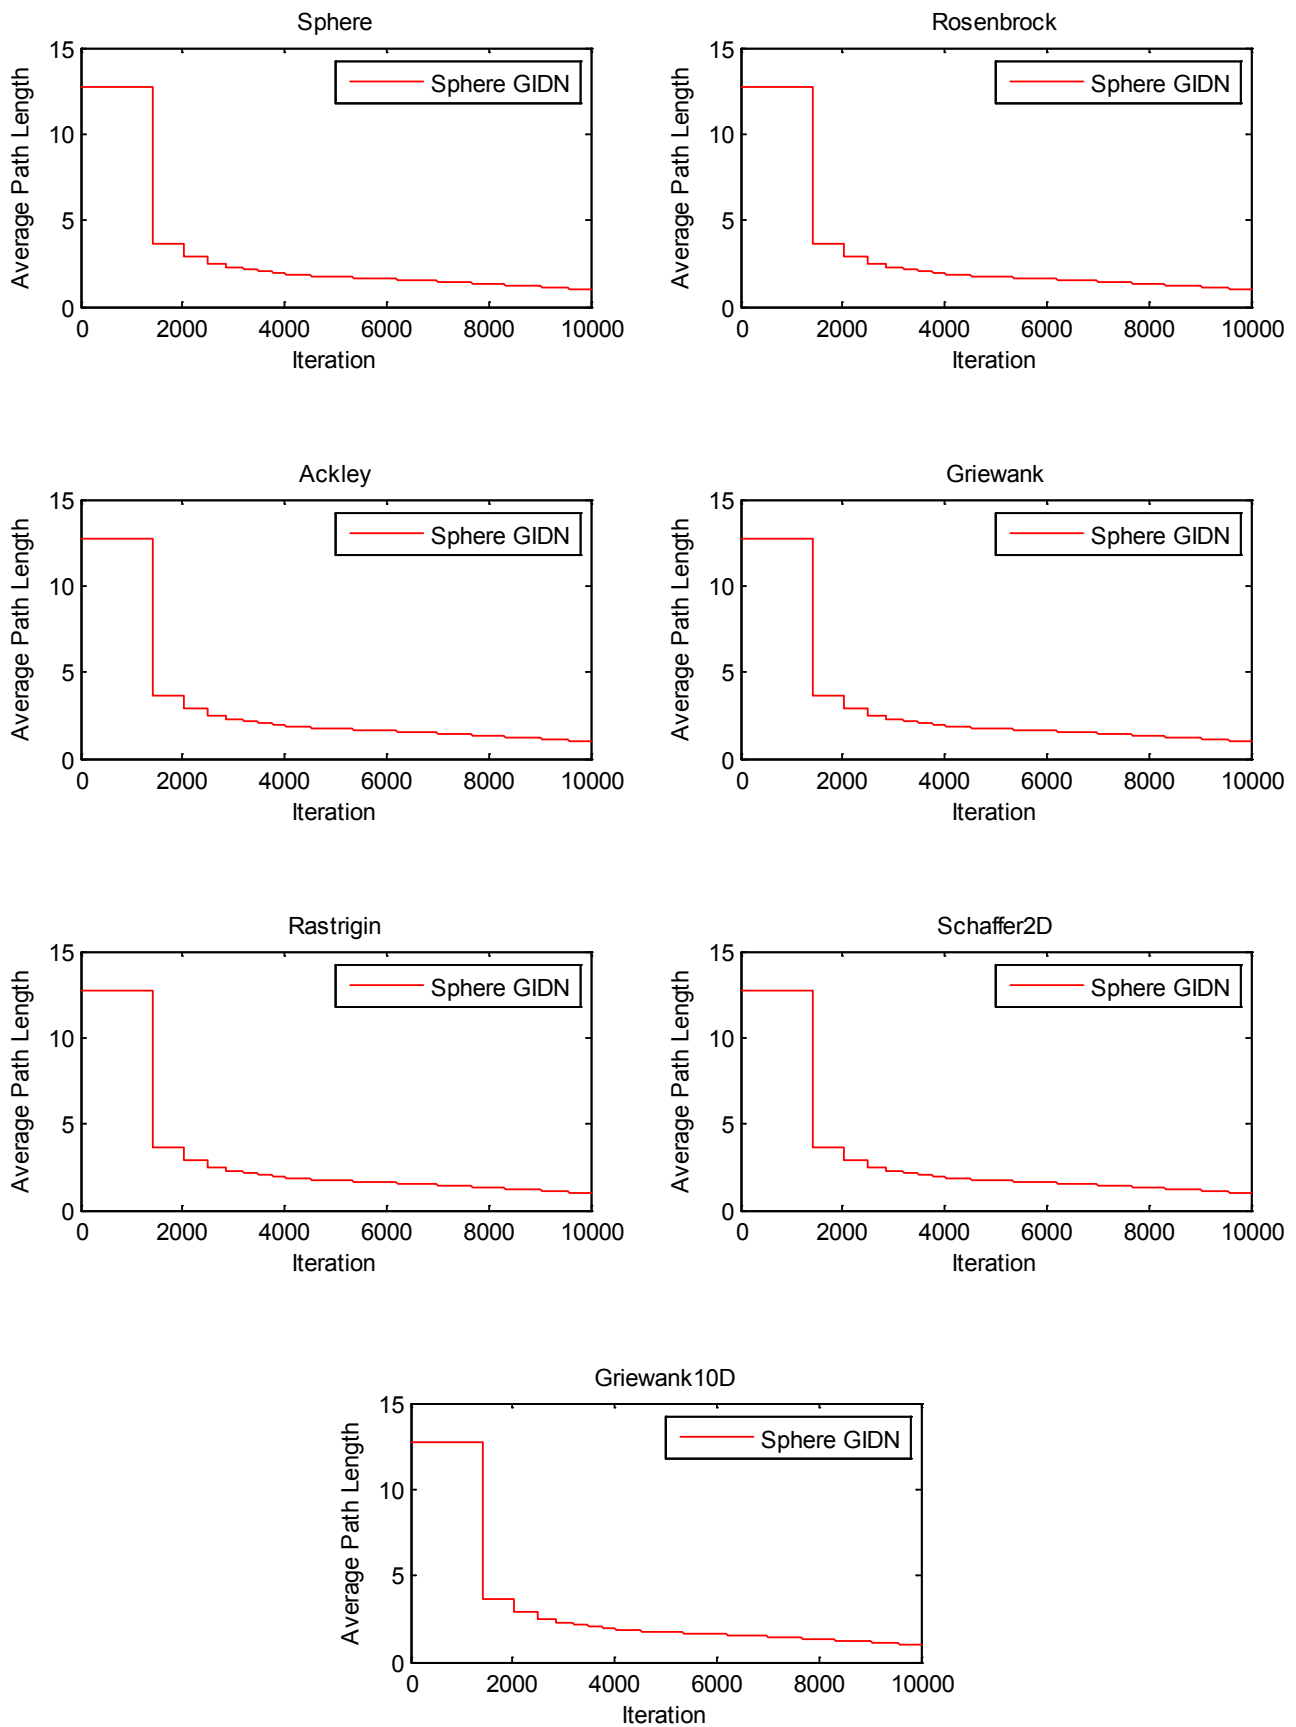 Sphere
Rosenbrock
15
10
5
0
Average Path Length
Sphere GIDN
0 2000 4000 6000 8000 10000
Iteration
15
10
5
0
Average Path Length
Sphere GIDN
0 2000 4000 6000 8000 10000
Iteration
Ackley
Griewank
15
10
5
0
Average Path Length
Sphere GIDN
0 2000 4000 6000 8000 10000
Iteration
15
10
5
0
Average Path Length
Sphere GIDN
0 2000 4000 6000 8000 10000
Iteration
Rastrigin
Schaffer2D
15
10
5
0
Average Path Length
Sphere GIDN
0 2000 4000 6000 8000 10000
Iteration
15
10
5
0
Average Path Length
Sphere GIDN
0 2000 4000 6000 8000 10000
Iteration
Griewank10D
15
10
5
0
Average Path Length
Sphere GIDN
0 2000 4000 6000 8000 10000
Iteration